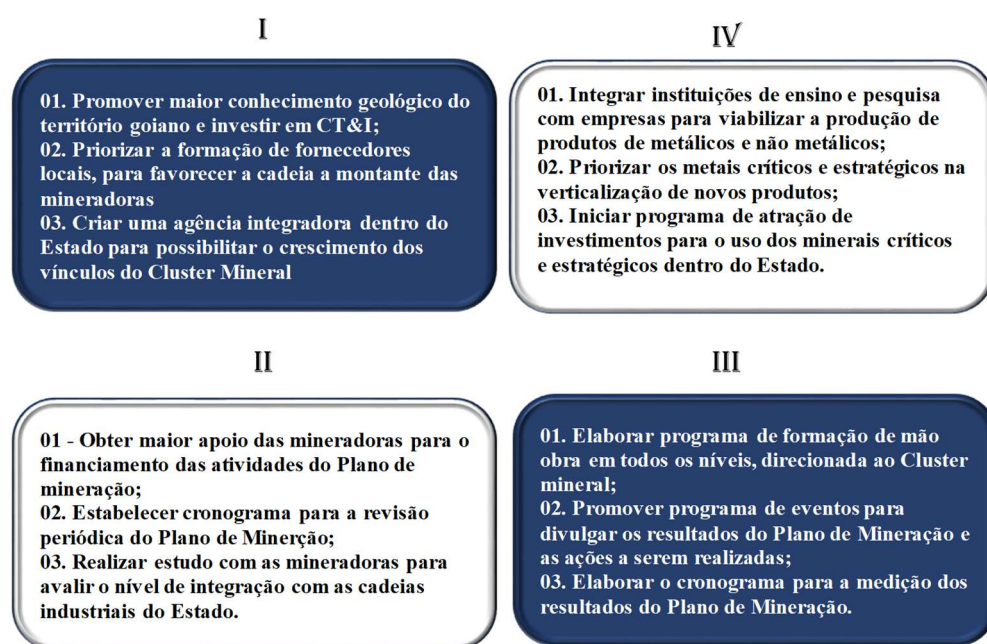 I
01. Promover maior conhecimento geológico do
território goiano e investir em CT&I;
02. Priorizar a formação de fornecedores
locais, para favorecer a cadeia a montante das
mineradoras
03. Criar uma agência integradora dentro do
Estado para possibilitar o crescimento dos
vínculos do Cluster Mineral
IV
01. Integrar instituições de ensino e pesquisa
com empresas para viabilizar a produção de
produtos de metálicos e não metálicos;
02. Priorizar os metais críticos e estratégicos na
verticalização de novos produtos;
03. Iniciar programa de atração de
investimentos para o uso dos minerais críticos
e estratégicos dentro do Estado.
II
01 - Obter maior apoio das mineradoras para o
financiamento das atividades do Plano de
mineração;
02. Estabelecer cronograma para a revisão
periódica do Plano de Minerção;
03. Realizar estudo com as mineradoras para
avalir o nível de integração com as cadeias
industriais do Estado.
III
01. Elaborar programa de formação de mão
obra em todos os níveis, direcionada ao Cluster
mineral;
02. Promover programa de eventos para
divulgar os resultados do Plano de Mineração e
as ações a serem realizadas;
03. Elaborar o cronograma para a medição dos
resultados do Plano de Mineração.